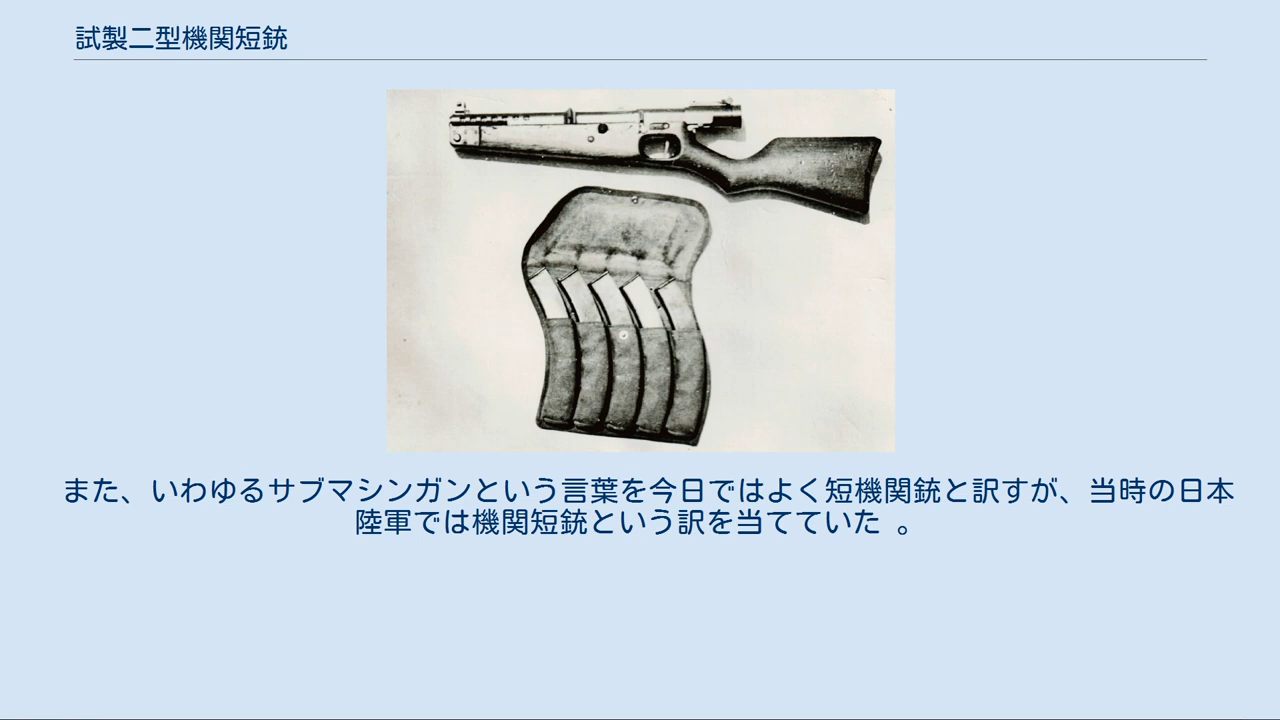 試製二型機関短銃
また、いわゆるサブマシンガンという言葉を今日ではよく短機関銃と訳すが、当時の日本
陸軍では機関短銃という訳を当てていた 。